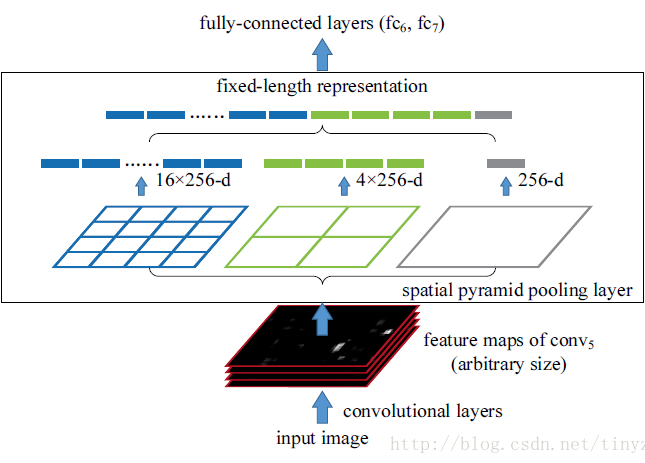 fully-connected layers (fc6, fc7)
fixed-length representation
......
......
16×256-d
4×256-d
256-d
spatial pyramid pooling layer
feature maps of conv5
(arbitrary size)
convolutional layers
input image
http://blog.csdn.net/tinyz